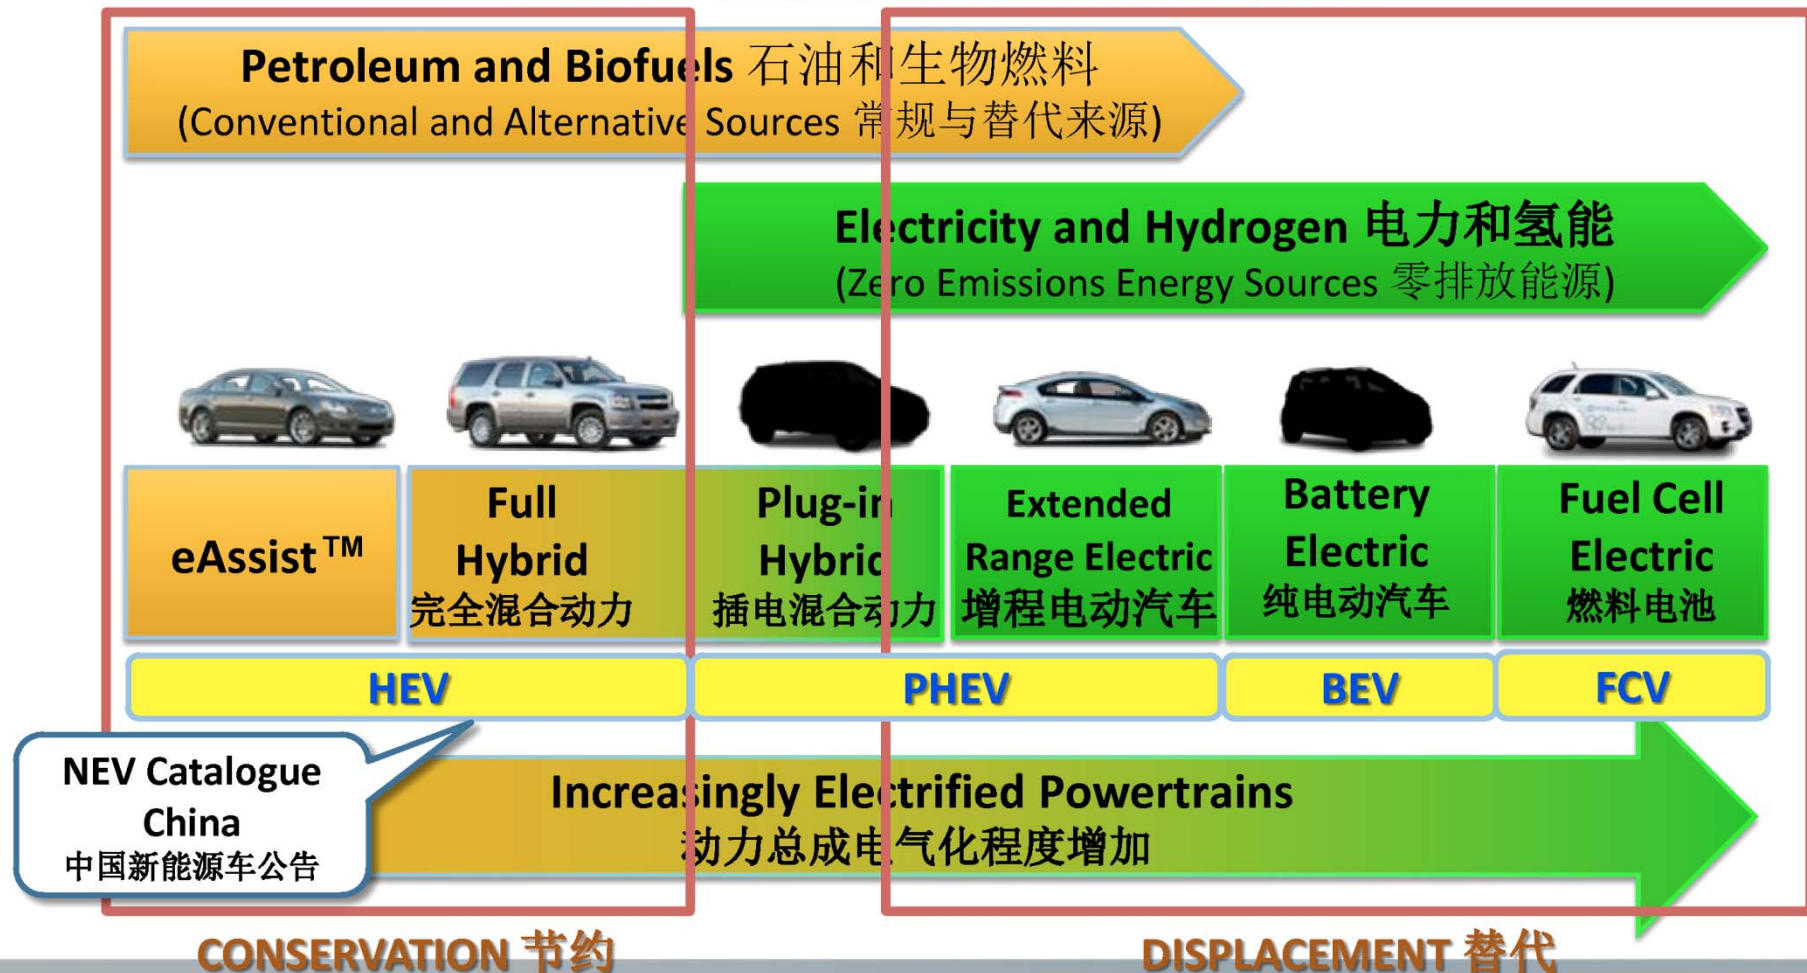 Petroleum and Biofuels 石油和生物燃料
(Conventional and Alternative Sources 常规与替代来源)
Electricity and Hydrogen 电力和氢能
(Zero Emissions Energy Sources 零排放能源)
eAssist™
Full
Hybrid
完全混合动力
Plug-in
Hybrid
插电混合动力
Extended
Range Electric
增程电动汽车
Battery
Electric
纯电动汽车
Fuel Cell
Electric
燃料电池
HEV
PHEV
BEV
FCV
NEV Catalogue
China
中国新能源车公告
Increasingly Electrified Powertrains
动力总成电气化程度增加
CONSERVATION 节约
DISPLACEMENT 替代